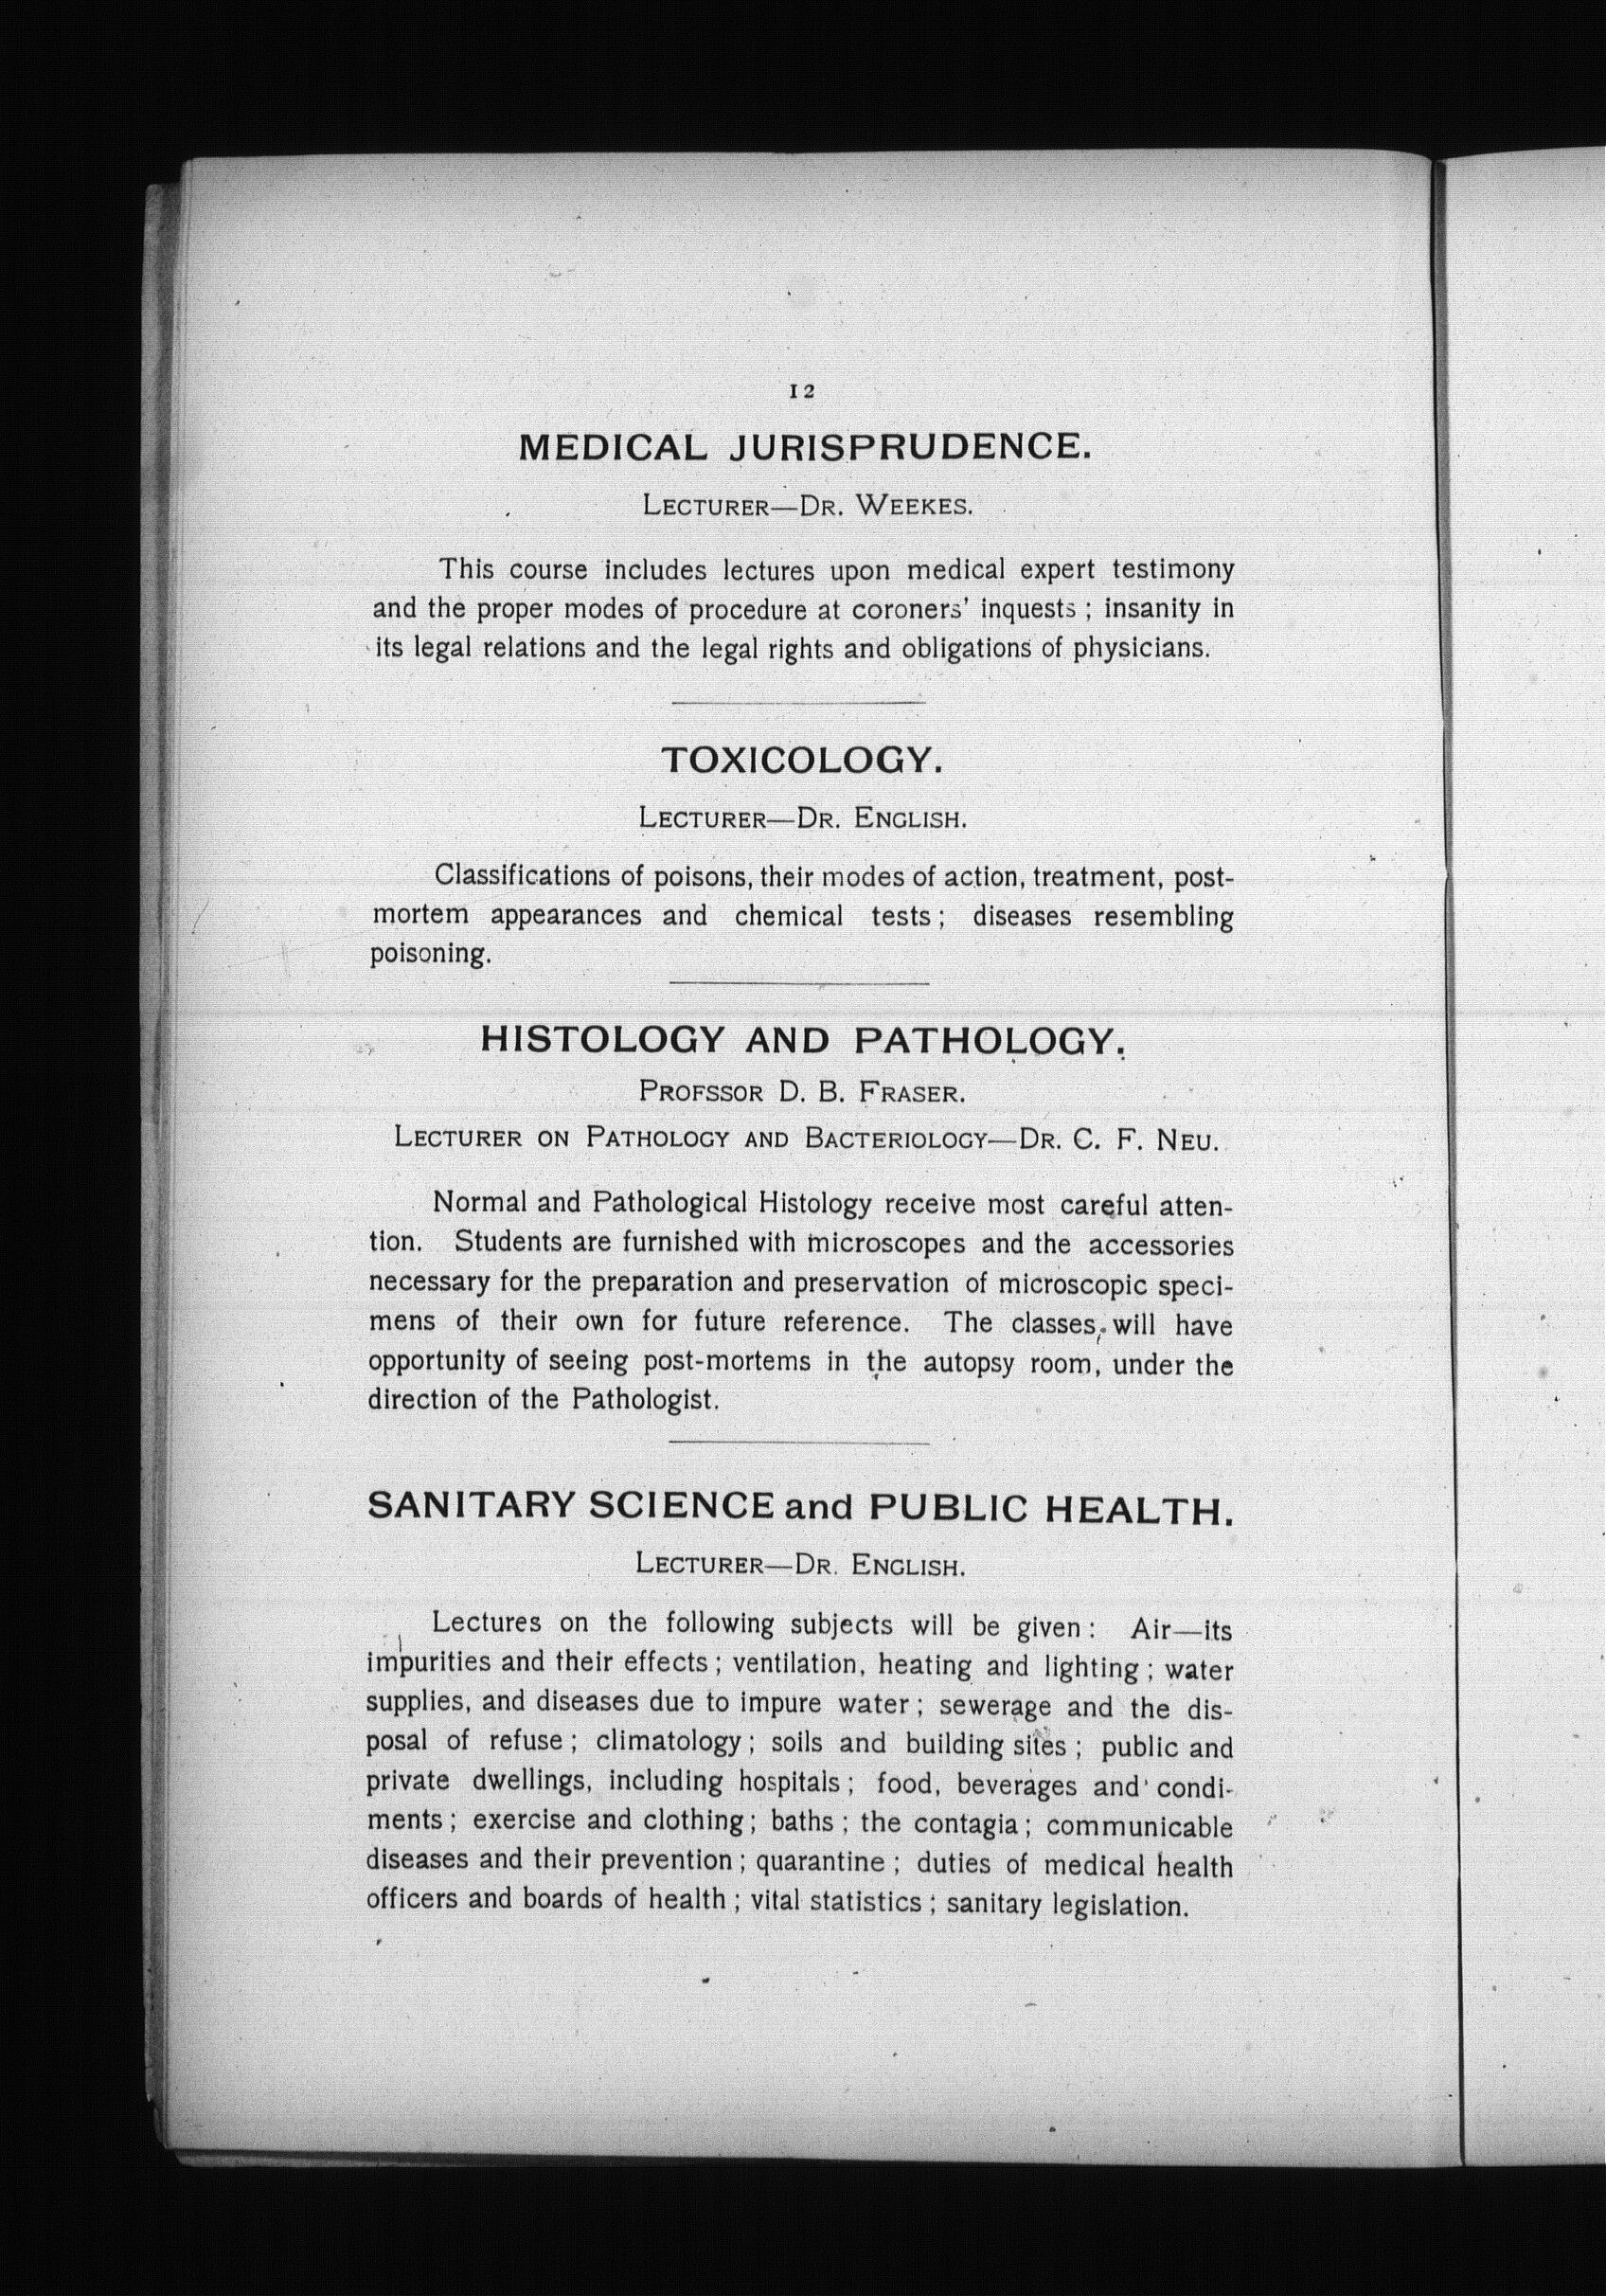 12
MEDICAL JURISPRUDENCE.
LECTURER—DR. WEEKES.
This course includes lectures upon medical expert testimony
and the proper modes of procedure at coroners' inquests ; insanity in
its legal relations and the legal rights and obligations of physicians.
TOXICOLOGY.
LECTURER—DR. ENGLISH.
Classifications of poisons, their modes of action, treatment, post-
mortem appearances and chemical tests ; diseases resembling
poisoning.
HISTOLOGY AND PATHOLOGY.
PROFSSOR D. B. FRASER.
LECTURER ON PATHOLOGY AND BACTERIOLOGY—DR. C. F. NEU.
Normal and Pathological Histology receive most careful atten-
tion. Students are furnished with microscopes and the accessories
necessary for the preparation and preservation of microscopic speci-
mens of their own for future reference. The classes will have
opportunity of seeing post-mortems in the autopsy room, under the
direction of the Pathologist.
SANITARY SCIENCE and PUBLIC HEALTH.
LECTURER—DR. ENGLISH.
Lectures on the following subjects will be given : Air—its
impurities and their effects ; ventilation, heating and lighting ; water
supplies, and diseases due to impure water ; sewerage and the dis-
posal of refuse ; climatology ; soils and building sites ; public and
private dwellings, including hospitals ; food, beverages and condi-
ments ; exercise and clothing ; baths ; the contagia ; communicable
diseases and their prevention ; quarantine ; duties of medical health
officers and boards of health ; vital statistics ; sanitary legislation.